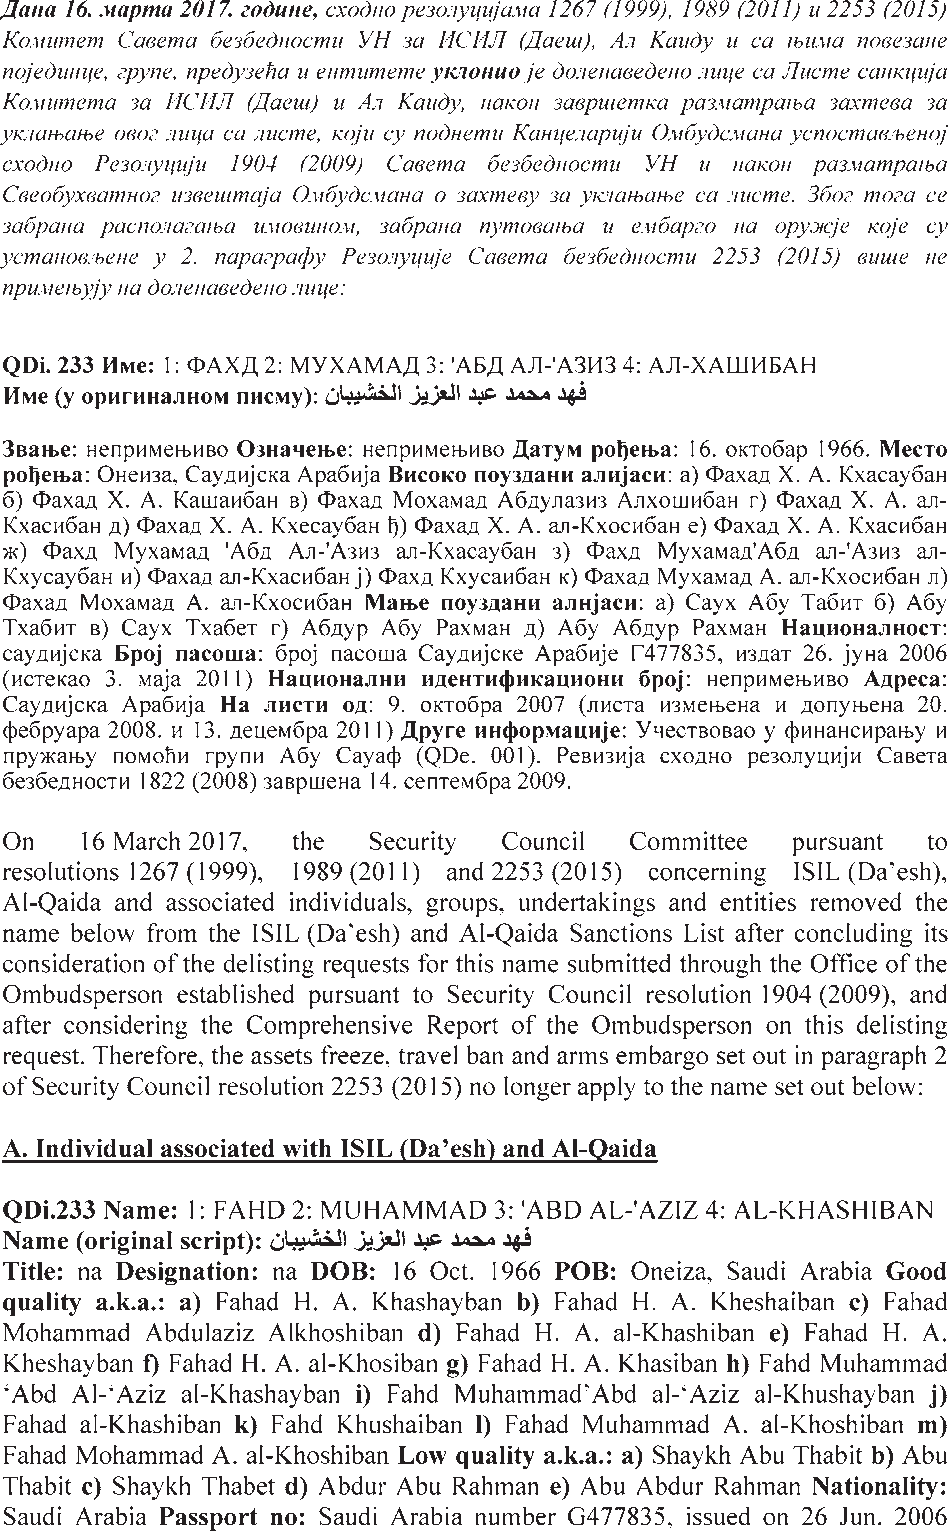 Дана 16. марта 2017. године, сходно резолуцијама 1267 (1999), 1989 (2011) и 2253 (2015)
Комитет Савета безбедности УН за ИСИЛ (Даеш), Ал Каиду и са њима повезане
појединце, групе, предузећа и ентитете уклонио је доленаведено лице са Листе санкција
Комитета за ИСИЛ (Даеш) и Ал Каиду, након завршетка разматрања захтева за
уклањање овог лица са листе, који су поднети Канцеларији Омбудсмана успостављеној
сходно Резолуцији 1904 (2009) Савета безбедности УН и након разматрања
Свеобухватног извештаја Омбудсмана о захтеву за уклањање са листе. Због тога се
забрана располагања имовином, забрана путовања и ембарго на оружје које су
установљене у 2. параграфу Резолуције Савета безбедности 2253 (2015) више не
примењују на доленаведено лице:
QDi. 233 Име: 1: ФАХД 2: МУХАМАД 3: 'АБД АЛ-'АЗИЗ 4: АЛ-ХАШИБАН
Име (у оригиналном писму): فهد محمد عبد العزيز الخشيبان
Звање: непримењиво Означење: непримењиво Датум рођења: 16. октобар 1966. Место
рођења: Онеиза, Саудијска Арабија Високо поуздани алијаси: а) Фахад Х. А. Кхасаубан
б) Фахад Х. А. Кашаибан в) Фахад Мохамад Абдулазиз Алхошибан г) Фахад Х. А. ал-
Кхасибан д) Фахад Х. А. Кхесаубан ђ) Фахад Х. А. ал-Кхосибан е) Фахад Х. А. Кхасибан
ж) Фахд Мухамад 'Абд Ал-'Азиз ал-Кхасаубан з) Фахд Мухамад'Абд ал-'Азиз ал-
Кхусаубан и) Фахад ал-Кхасибан ј) Фахд Кхусаибан к) Фахад Мухамад А. ал-Кхосибан л)
Фахад Мохамад А. ал-Кхосибан Мање поуздани алнјаси: а) Саух Абу Табит б) Абу
Тхабит в) Саух Тхабет г) Абдур Абу Рахман д) Абу Абдур Рахман Националност:
саудијска Број пасоша: број пасоша Саудијске Арабије Г477835, издат 26. јуна 2006
(истекао 3. маја 2011) Национални идентификациони број: непримењиво Адреса:
Саудијска Арабија На листи од: 9. октобра 2007 (листа измењена и допуњена 20.
фебруара 2008. и 13. децембра 2011) Друге информације: Учествовао у финансирању и
пружању помоћи групи Абу Сауаф (QDe. 001). Ревизија сходно резолуцији Савета
безбедности 1822 (2008) завршена 14. септембра 2009.
On 16 March 2017, the Security Council Committee pursuant to
resolutions 1267 (1999), 1989 (2011) and 2253 (2015) concerning ISIL (Da’esh),
Al-Qaida and associated individuals, groups, undertakings and entities removed the
name below from the ISIL (Da’esh) and Al-Qaida Sanctions List after concluding its
consideration of the delisting requests for this name submitted through the Office of the
Ombudsperson established pursuant to Security Council resolution 1904 (2009), and
after considering the Comprehensive Report of the Ombudsperson on this delisting
request. Therefore, the assets freeze, travel ban and arms embargo set out in paragraph 2
of Security Council resolution 2253 (2015) no longer apply to the name set out below:
A. Individual associated with ISIL (Da’esh) and Al-Qaida
QDi.233 Name: 1: FAHD 2: MUHAMMAD 3: 'ABD AL-'AZIZ 4: AL-KHASHIBAN
Name (original script): فهد محمد عبد العزيز الخشيبان
Title: na Designation: na DOB: 16 Oct. 1966 POB: Oneiza, Saudi Arabia Good
quality a.k.a.: a) Fahad H. A. Khashayban b) Fahad H. A. Kheshaiban c) Fahad
Mohammad Abdulaziz Alkhoshiban d) Fahad H. A. al-Khashiban e) Fahad H. A.
Kheshayban f) Fahad H. A. al-Khosiban g) Fahad H. A. Khasiban h) Fahd Muhammad
‘Abd Al-‘Aziz al-Khashayban i) Fahd Muhammad’Abd al-‘Aziz al-Khushayban j)
Fahad al-Khashiban k) Fahd Khushaiban l) Fahad Muhammad A. al-Khoshiban m)
Fahad Mohammad A. al-Khoshiban Low quality a.k.a.: a) Shaykh Abu Thabit b) Abu
Thabit c) Shaykh Thabet d) Abdur Abu Rahman e) Abu Abdur Rahman Nationality:
Saudi Arabia Passport no: Saudi Arabia number G477835, issued on 26 Jun. 2006